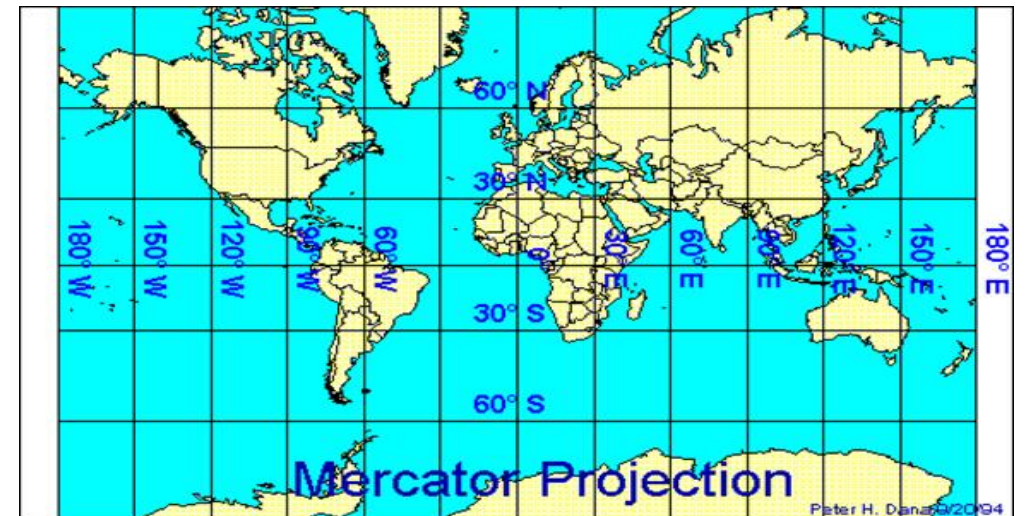 60° N
30° N
180° W
150° W
120° W
90° W
60° W
0°
30° E
60° E
90° E
120° E
150° E
180° E
30° S
60° S
Mercator Projection
Peter H. Dana 9/20/94